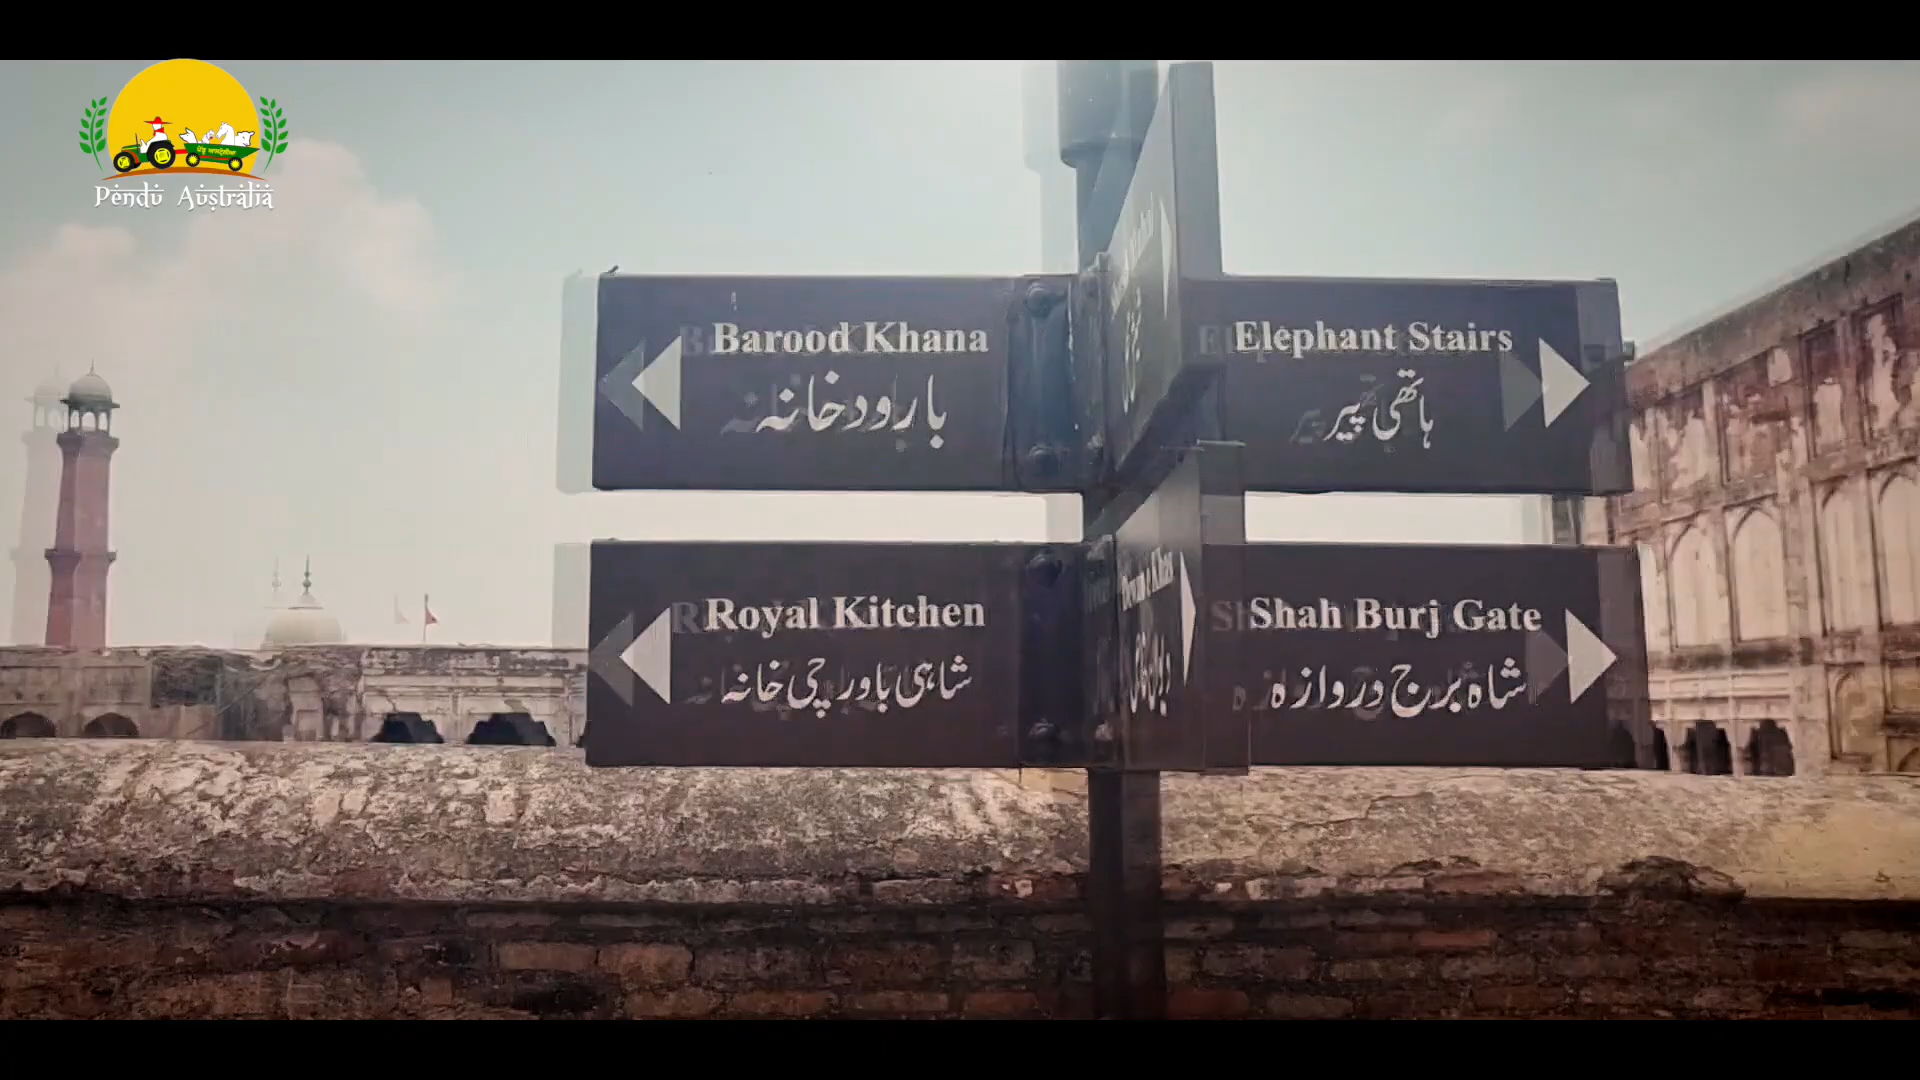 Pendu Australia
Barood Khana
بارود خانہ
Elephant Stairs
ہاتھی پیر
Royal Kitchen
شاہی باورچی خانہ
Shah Burj Gate
شاہ برج دروازہ